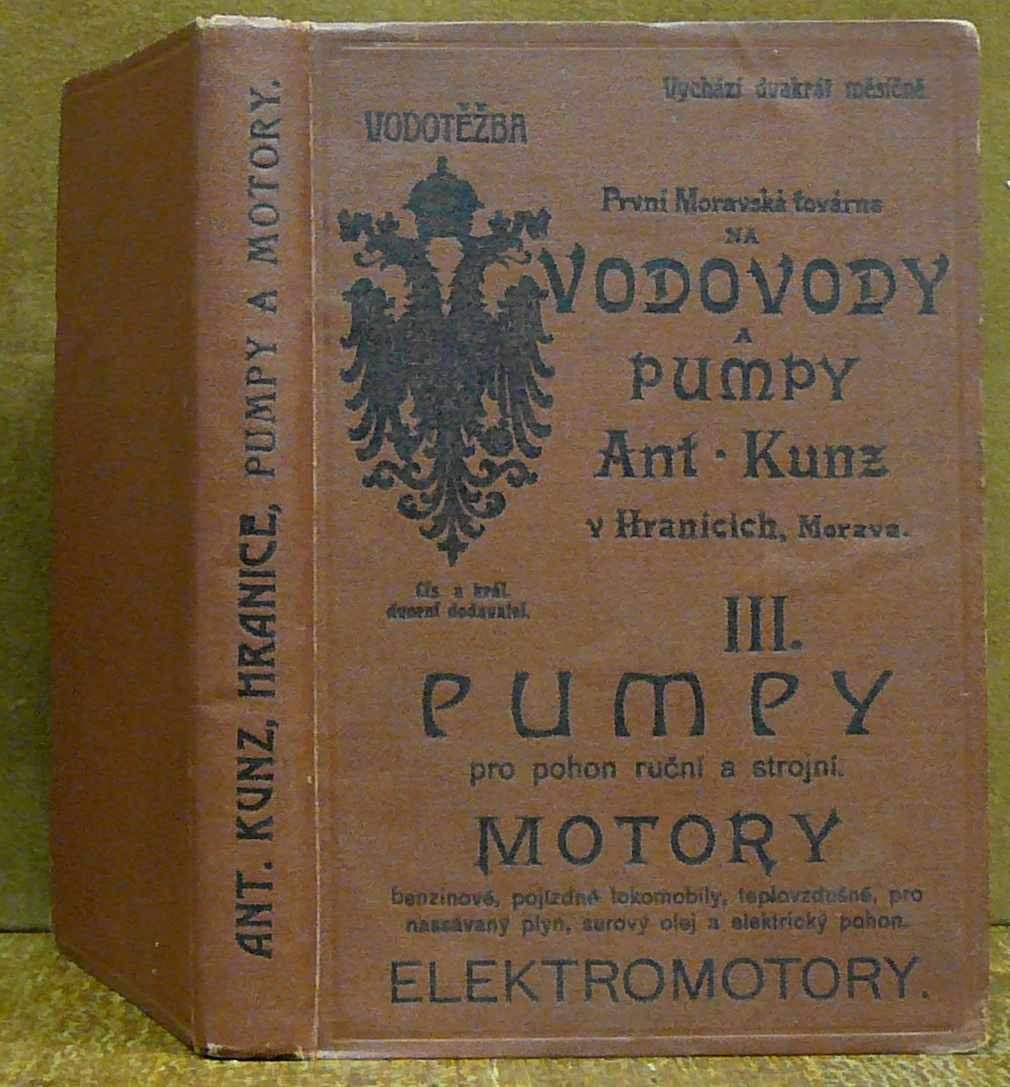 ANT. KUNZ, HRANICE, PUMPY A MOTORY.
Vychází dvakrát měsíčně
VODOTĚŽBA
První Moravská továrna
NA
VODOVODY
A
PUMPY
Ant · Kunz
v Hranicích, Morava.
Cís a král.
dvorní dodavatel.
III.
PUMPY
pro pohon ruční a strojní.
MOTORY
benzinové, pojízdné lokomobily, teplovzdušné, pro
nassávaný plyn, surový olej a elektrický pohon.
ELEKTROMOTORY.